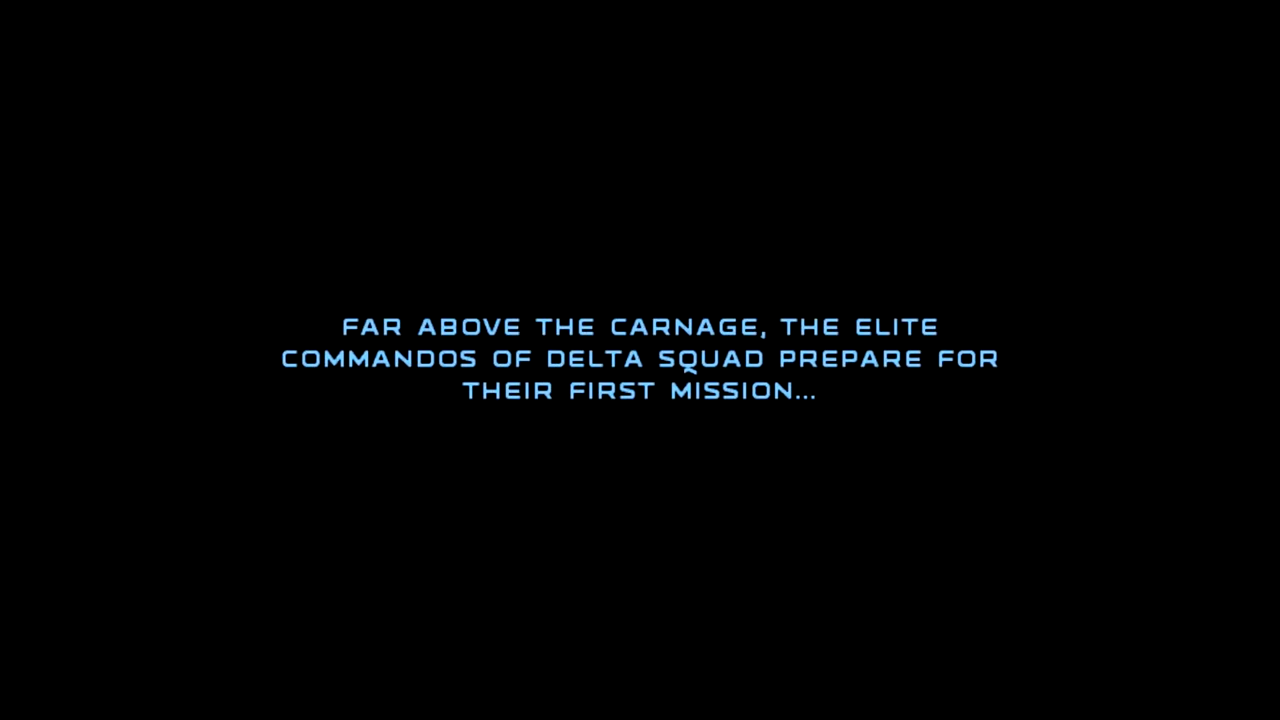 FAR ABOVE THE CARNAGE, THE ELITE
COMMANDOS OF DELTA SQUAD PREPARE FOR
THEIR FIRST MISSION...